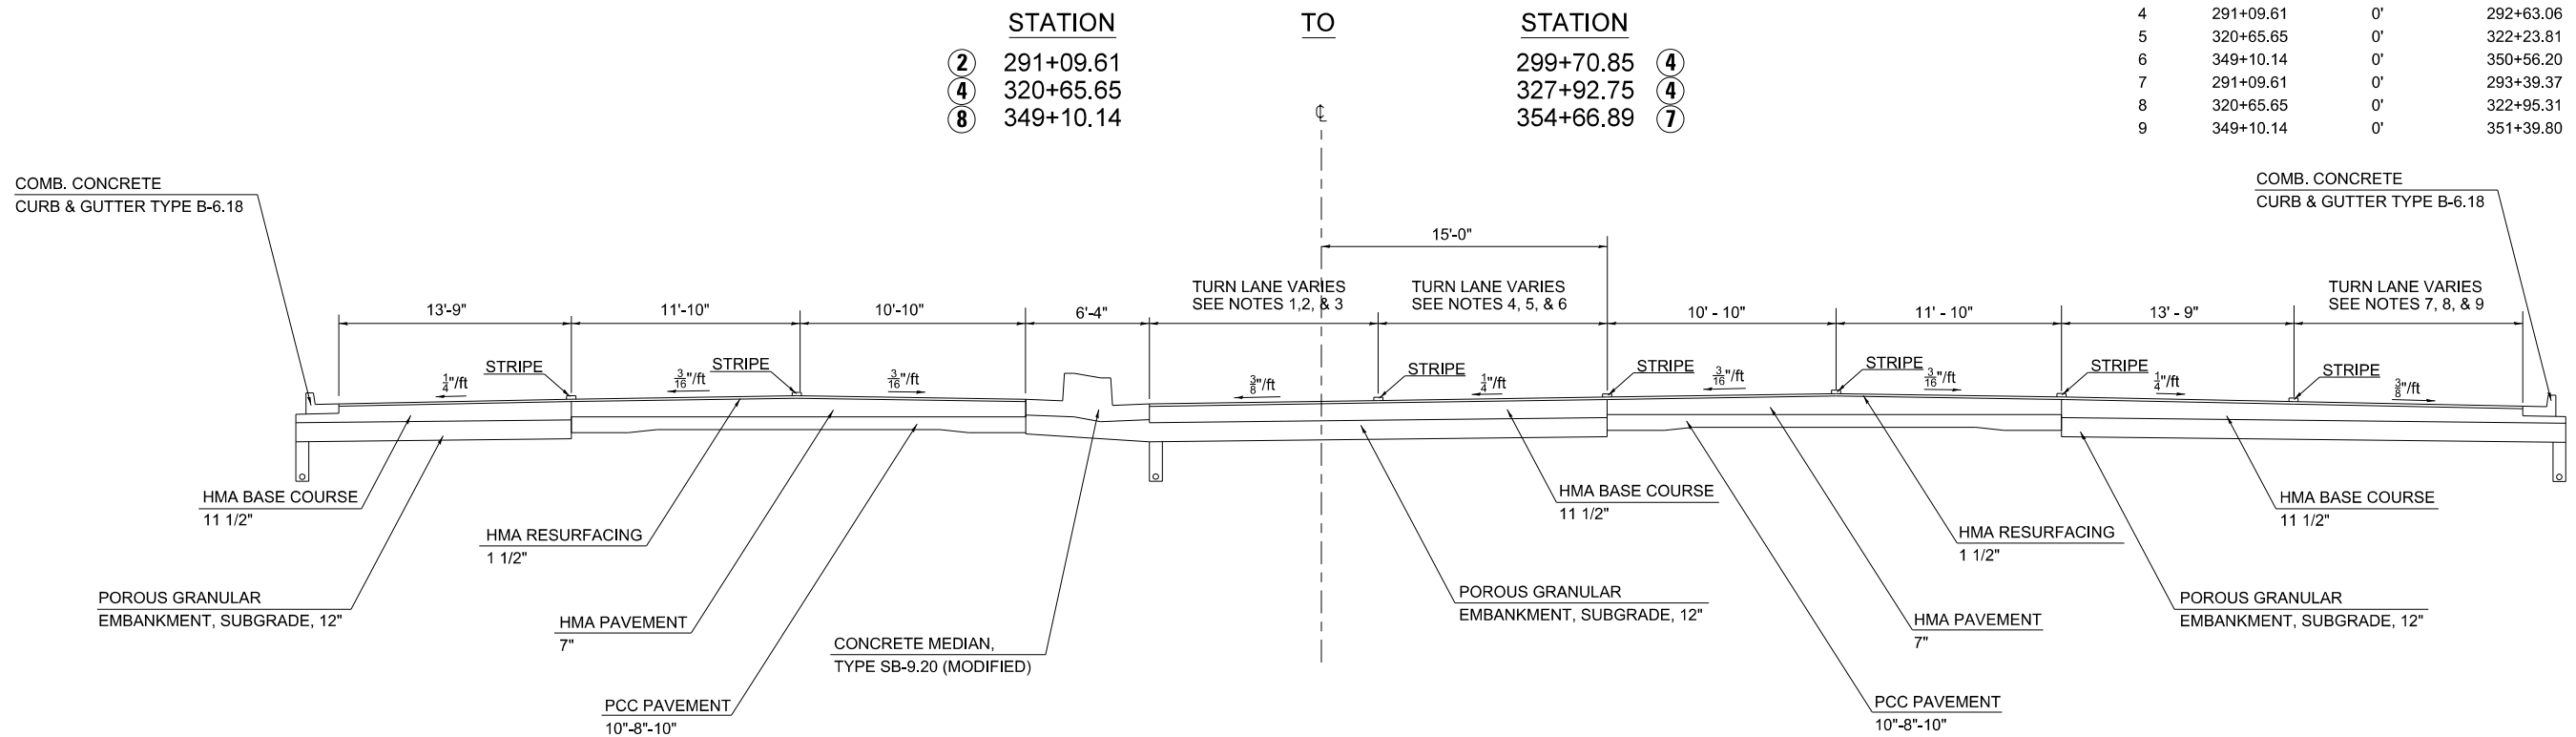 STATION TO STATION
② 291+09.61 299+70.85 ④
④ 320+65.65 327+92.75 ④
⑧ 349+10.14 354+66.89 ⑦
4 291+09.61 0' 292+63.06
5 320+65.65 0' 322+23.81
6 349+10.14 0' 350+56.20
7 291+09.61 0' 293+39.37
8 320+65.65 0' 322+95.31
9 349+10.14 0' 351+39.80
℄
COMB. CONCRETE
CURB & GUTTER TYPE B-6.18
COMB. CONCRETE
CURB & GUTTER TYPE B-6.18
15'-0"
TURN LANE VARIES
SEE NOTES 1,2, & 3
TURN LANE VARIES
SEE NOTES 4, 5, & 6
TURN LANE VARIES
SEE NOTES 7, 8, & 9
13'-9" 11'-10" 10'-10" 6'-4" 10' - 10" 11' - 10" 13' - 9"
STRIPE STRIPE STRIPE STRIPE STRIPE STRIPE STRIPE
1/4"/ft 3/16"/ft 3/16"/ft 3/8"/ft 1/4"/ft 3/16"/ft 3/16"/ft 1/4"/ft 3/8"/ft
HMA BASE COURSE
11 1/2"
HMA RESURFACING
1 1/2"
POROUS GRANULAR
EMBANKMENT, SUBGRADE, 12"
HMA PAVEMENT
7"
CONCRETE MEDIAN,
TYPE SB-9.20 (MODIFIED)
PCC PAVEMENT
10"-8"-10"
HMA BASE COURSE
11 1/2"
POROUS GRANULAR
EMBANKMENT, SUBGRADE, 12"
HMA RESURFACING
1 1/2"
HMA PAVEMENT
7"
PCC PAVEMENT
10"-8"-10"
HMA BASE COURSE
11 1/2"
POROUS GRANULAR
EMBANKMENT, SUBGRADE, 12"